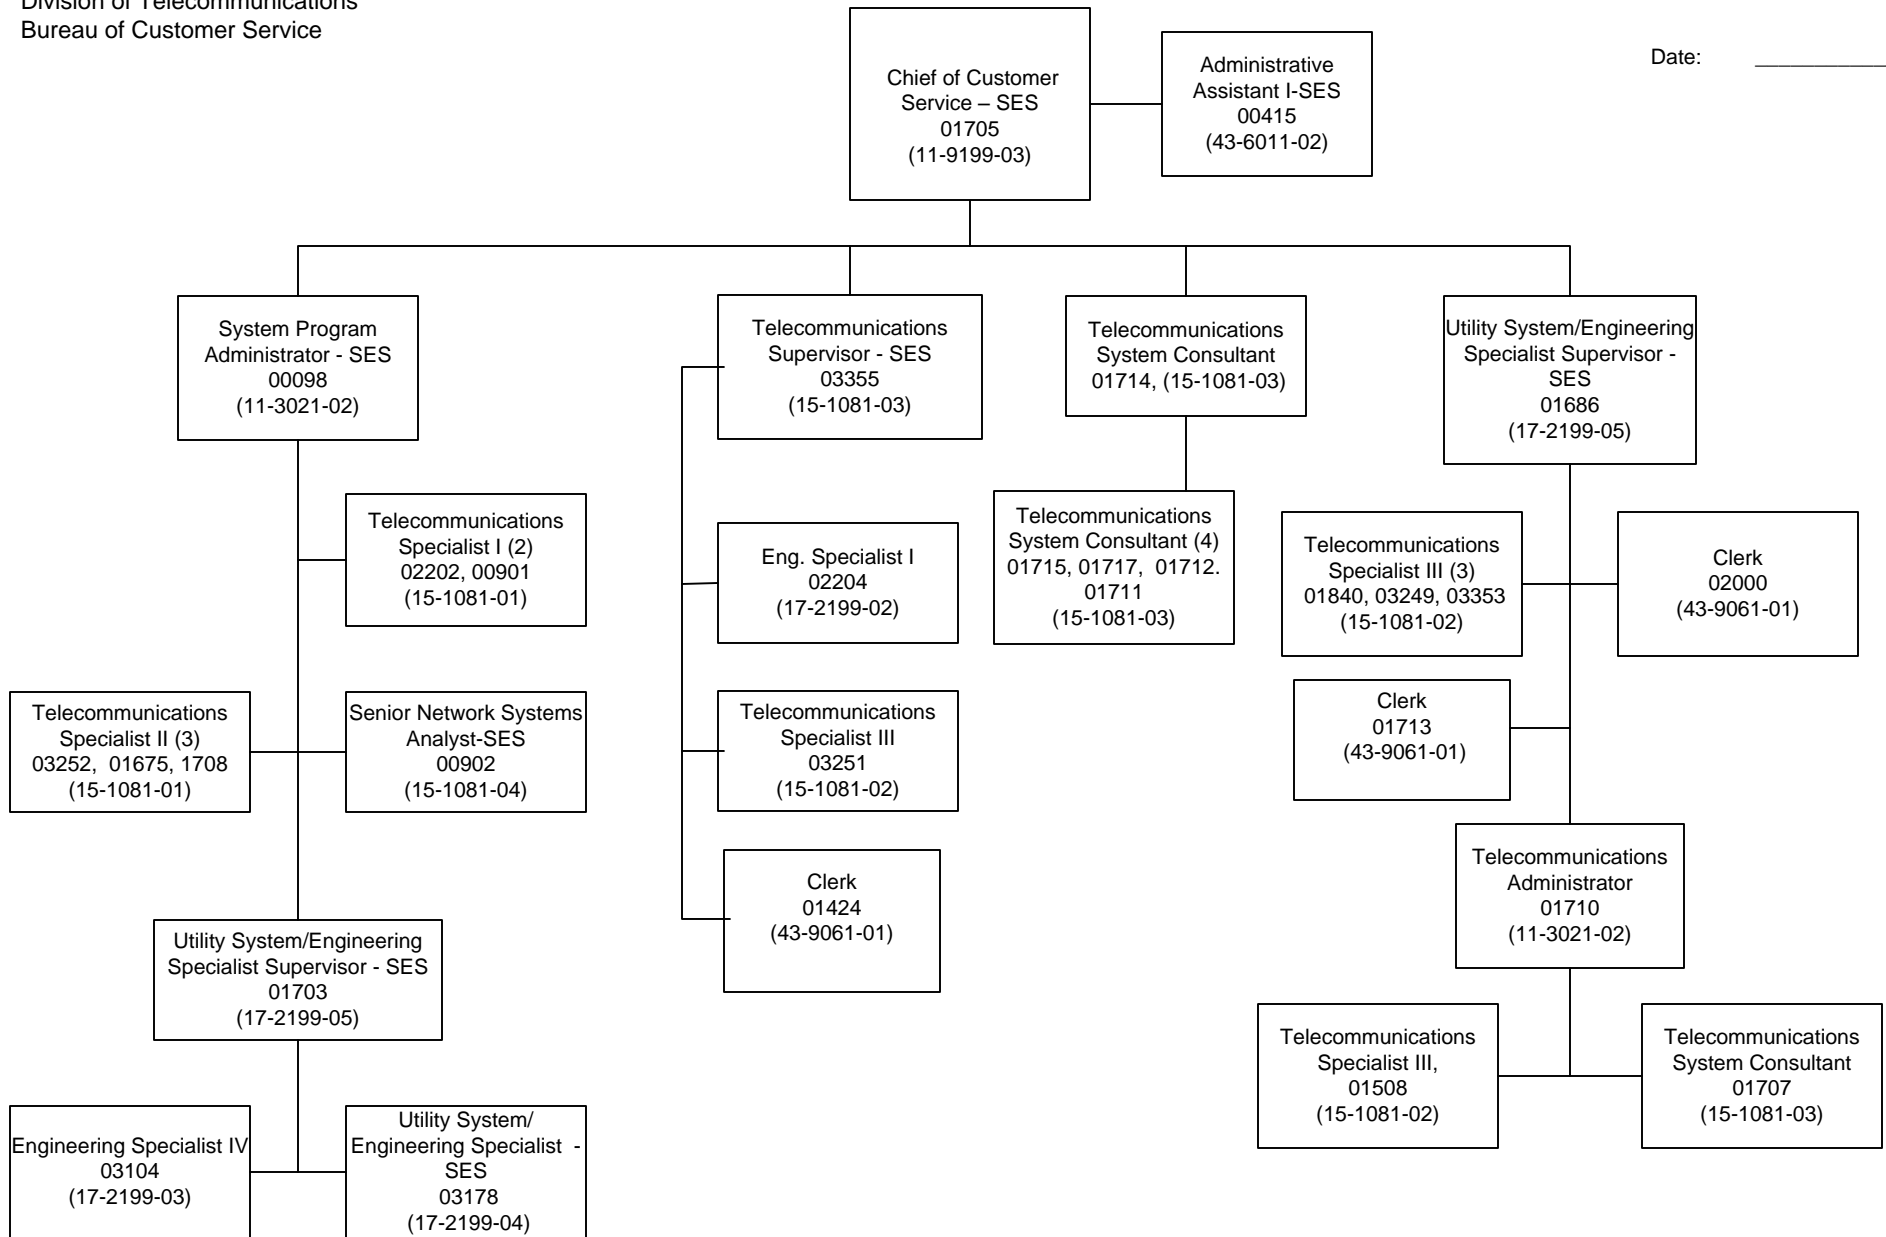 Division of Telecommunications
Bureau of Customer Service
Date: ___________
Chief of Customer
Service – SES
01705
(11-9199-03)
Administrative
Assistant I-SES
00415
(43-6011-02)
System Program
Administrator - SES
00098
(11-3021-02)
Telecommunications
Supervisor - SES
03355
(15-1081-03)
Telecommunications
System Consultant
01714, (15-1081-03)
Utility System/Engineering
Specialist Supervisor -
SES
01686
(17-2199-05)
Telecommunications
Specialist I (2)
02202, 00901
(15-1081-01)
Eng. Specialist I
02204
(17-2199-02)
Telecommunications
System Consultant (4)
01715, 01717,  01712.
01711
(15-1081-03)
Telecommunications
Specialist III (3)
01840, 03249, 03353
(15-1081-02)
Clerk
02000
(43-9061-01)
Telecommunications
Specialist II (3)
03252,  01675, 1708
(15-1081-01)
Senior Network Systems
Analyst-SES
00902
(15-1081-04)
Telecommunications
Specialist III
03251
(15-1081-02)
Clerk
01713
(43-9061-01)
Clerk
01424
(43-9061-01)
Telecommunications
Administrator
01710
(11-3021-02)
Utility System/Engineering
Specialist Supervisor - SES
01703
(17-2199-05)
Telecommunications
Specialist III,
01508
(15-1081-02)
Telecommunications
System Consultant
01707
(15-1081-03)
Engineering Specialist IV
03104
(17-2199-03)
Utility System/
Engineering Specialist  -
SES
03178
(17-2199-04)